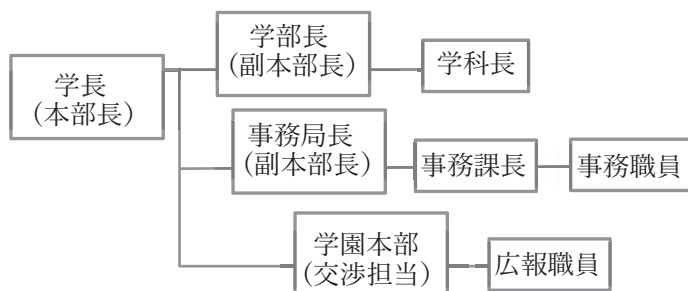 学長
(本部長)
学部長
(副本部長)
学科長
事務局長
(副本部長)
事務課長
事務職員
学園本部
(交渉担当)
広報職員